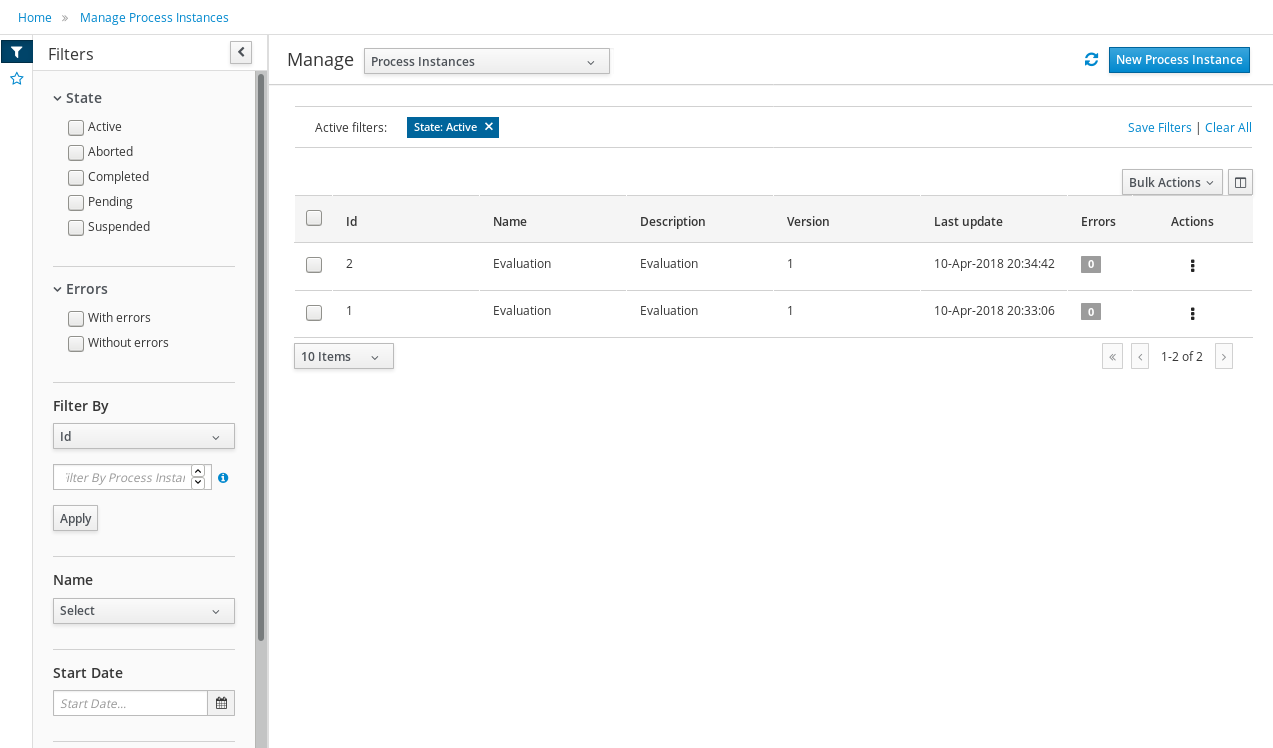 Home » Manage Process Instances
Filters
State
Active
Aborted
Completed
Pending
Suspended
Errors
With errors
Without errors
Filter By
Id
Filter By Process Instan
Apply
Name
Select
Start Date
Start Date...
Manage Process Instances
New Process Instance
Active filters: State: Active ✕
Save Filters | Clear All
Bulk Actions
Id Name Description Version Last update Errors Actions
2 Evaluation Evaluation 1 10-Apr-2018 20:34:42 0
1 Evaluation Evaluation 1 10-Apr-2018 20:33:06 0
10 Items
« ‹ 1-2 of 2 ›